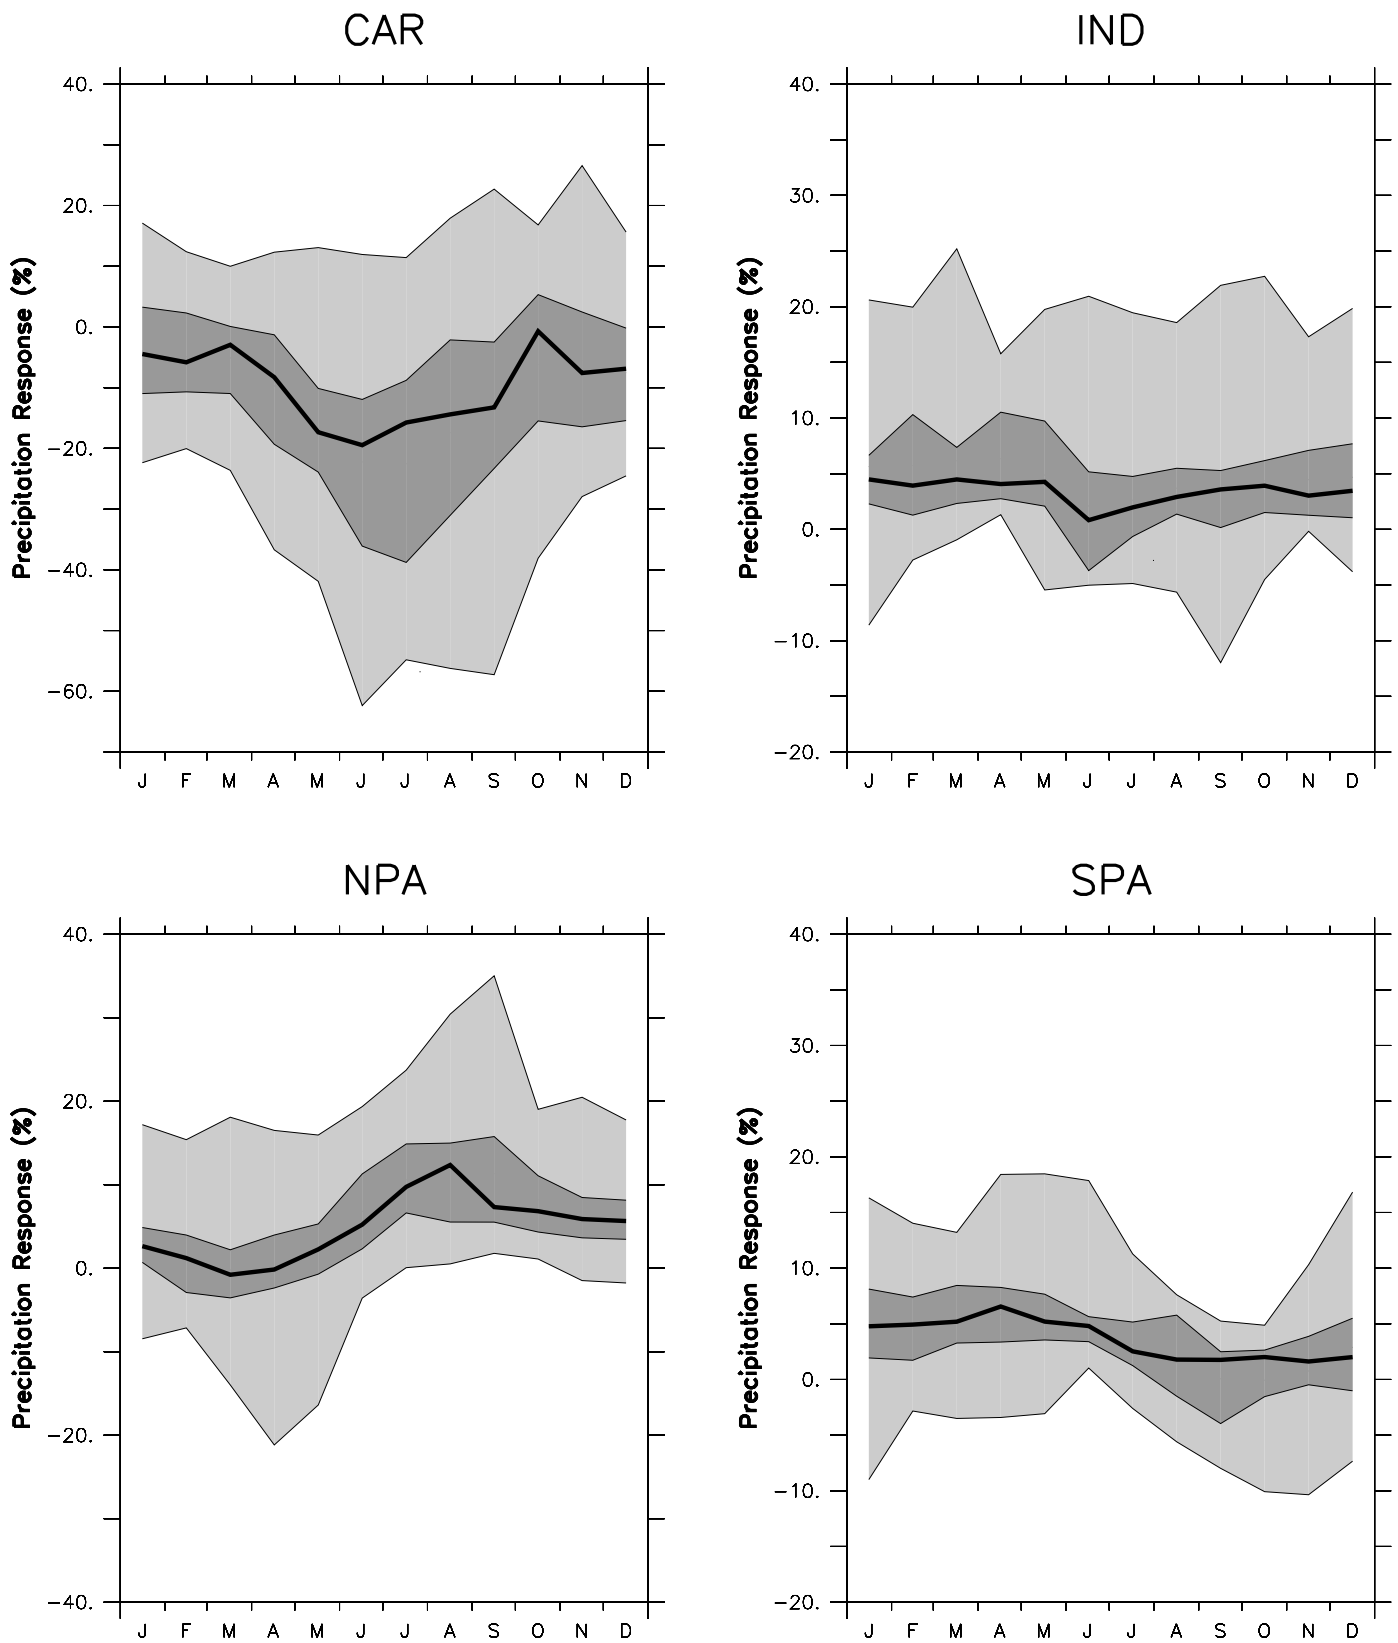 CAR
40.
20.
0.
−20.
−40.
−60.
Precipitation Response (%)
J F M A M J J A S O N D
IND
40.
30.
20.
10.
0.
−10.
−20.
Precipitation Response (%)
J F M A M J J A S O N D
NPA
40.
20.
0.
−20.
−40.
Precipitation Response (%)
J F M A M J J A S O N D
SPA
40.
30.
20.
10.
0.
−10.
−20.
Precipitation Response (%)
J F M A M J J A S O N D